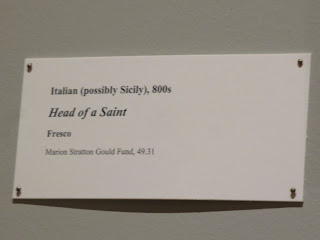 Italian (possibly Sicily), 800s
Head of a Saint
Fresco
Marion Stratton Gould Fund, 49.31